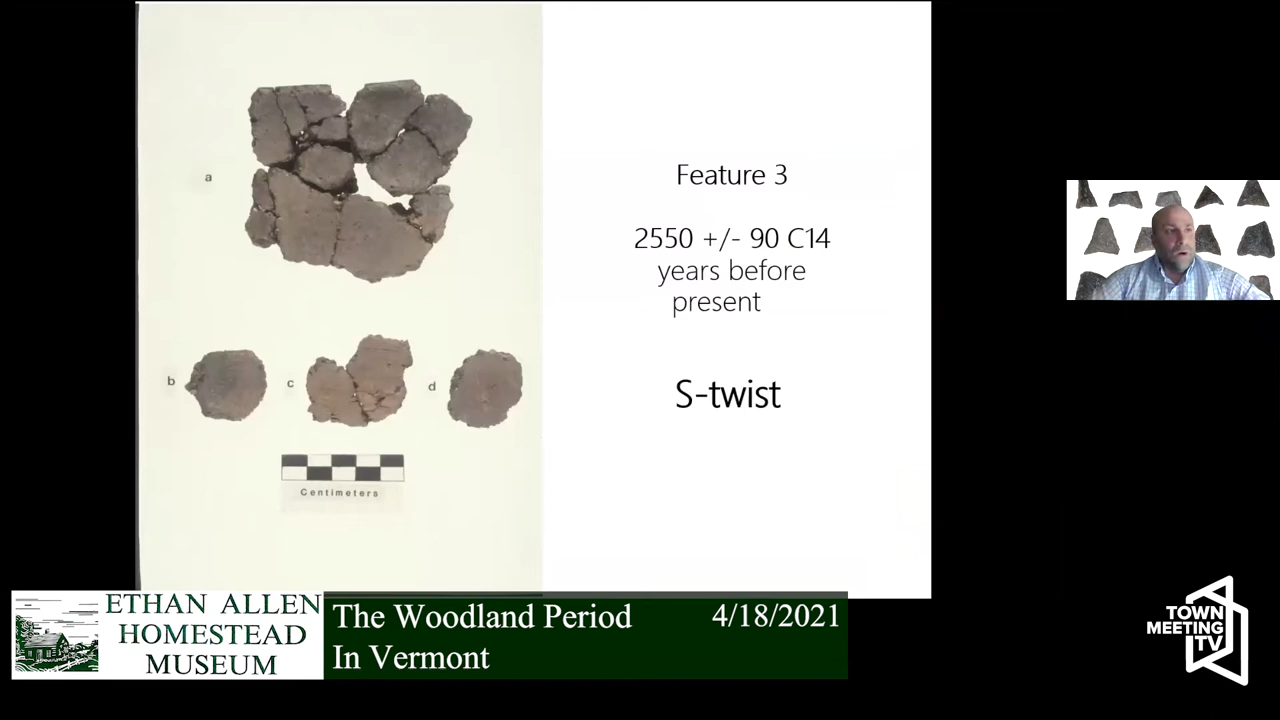 a
b
c
d
Centimeters
Feature 3
2550 +/- 90 C14
years before
present
S-twist
ETHAN ALLEN
HOMESTEAD
MUSEUM
The Woodland Period 4/18/2021
In Vermont
TOWN
MEETING
TV